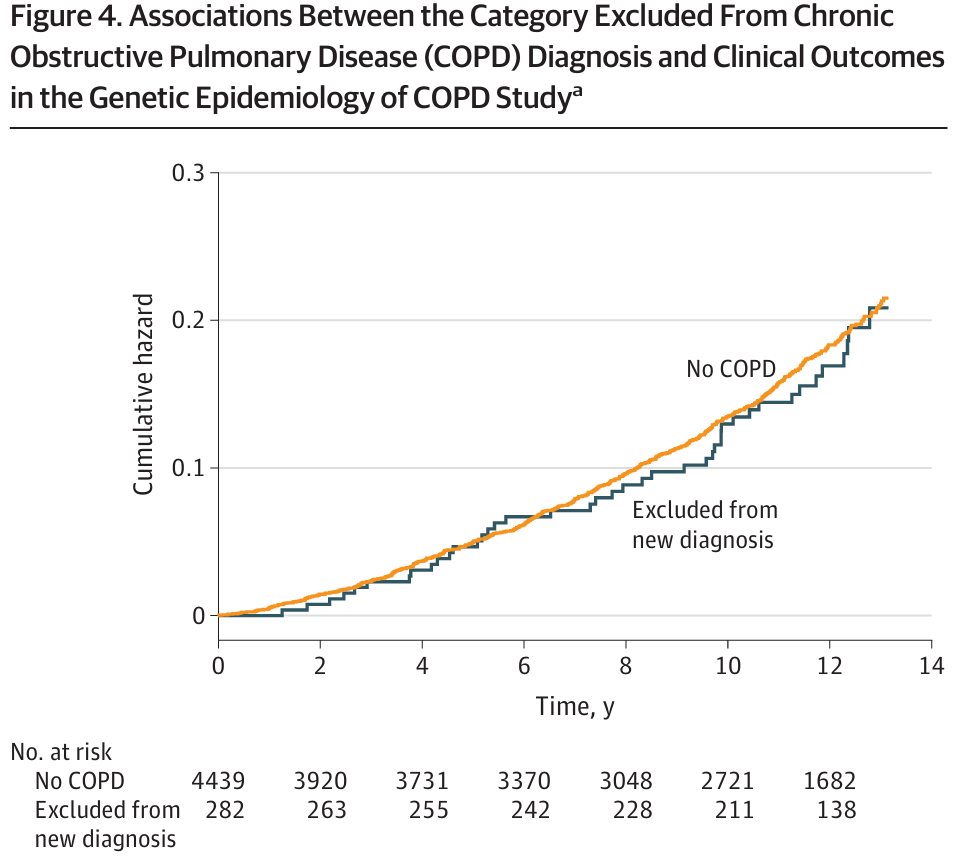 Figure 4. Associations Between the Category Excluded From Chronic
Obstructive Pulmonary Disease (COPD) Diagnosis and Clinical Outcomes
in the Genetic Epidemiology of COPD Studyᵃ
0.3
0.2
0.1
0
Cumulative hazard
No COPD
Excluded from
new diagnosis
0 2 4 6 8 10 12 14
Time, y
No. at risk
No COPD 4439 3920 3731 3370 3048 2721 1682
Excluded from 282 263 255 242 228 211 138
new diagnosis